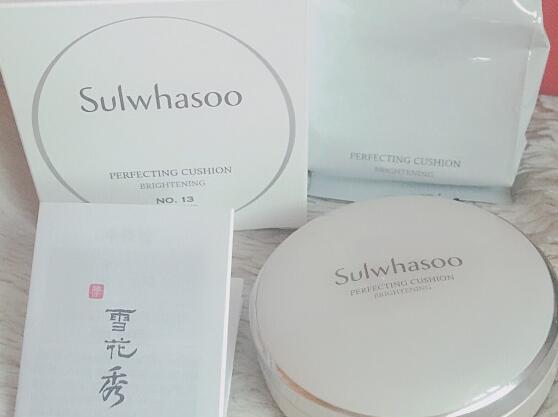 Sulwhasoo
PERFECTING CUSHION
BRIGHTENING
NO. 13
PERFECTING CUSHION
BRIGHTENING
雪
花
秀
Sulwhasoo
PERFECTING CUSHION
BRIGHTENING